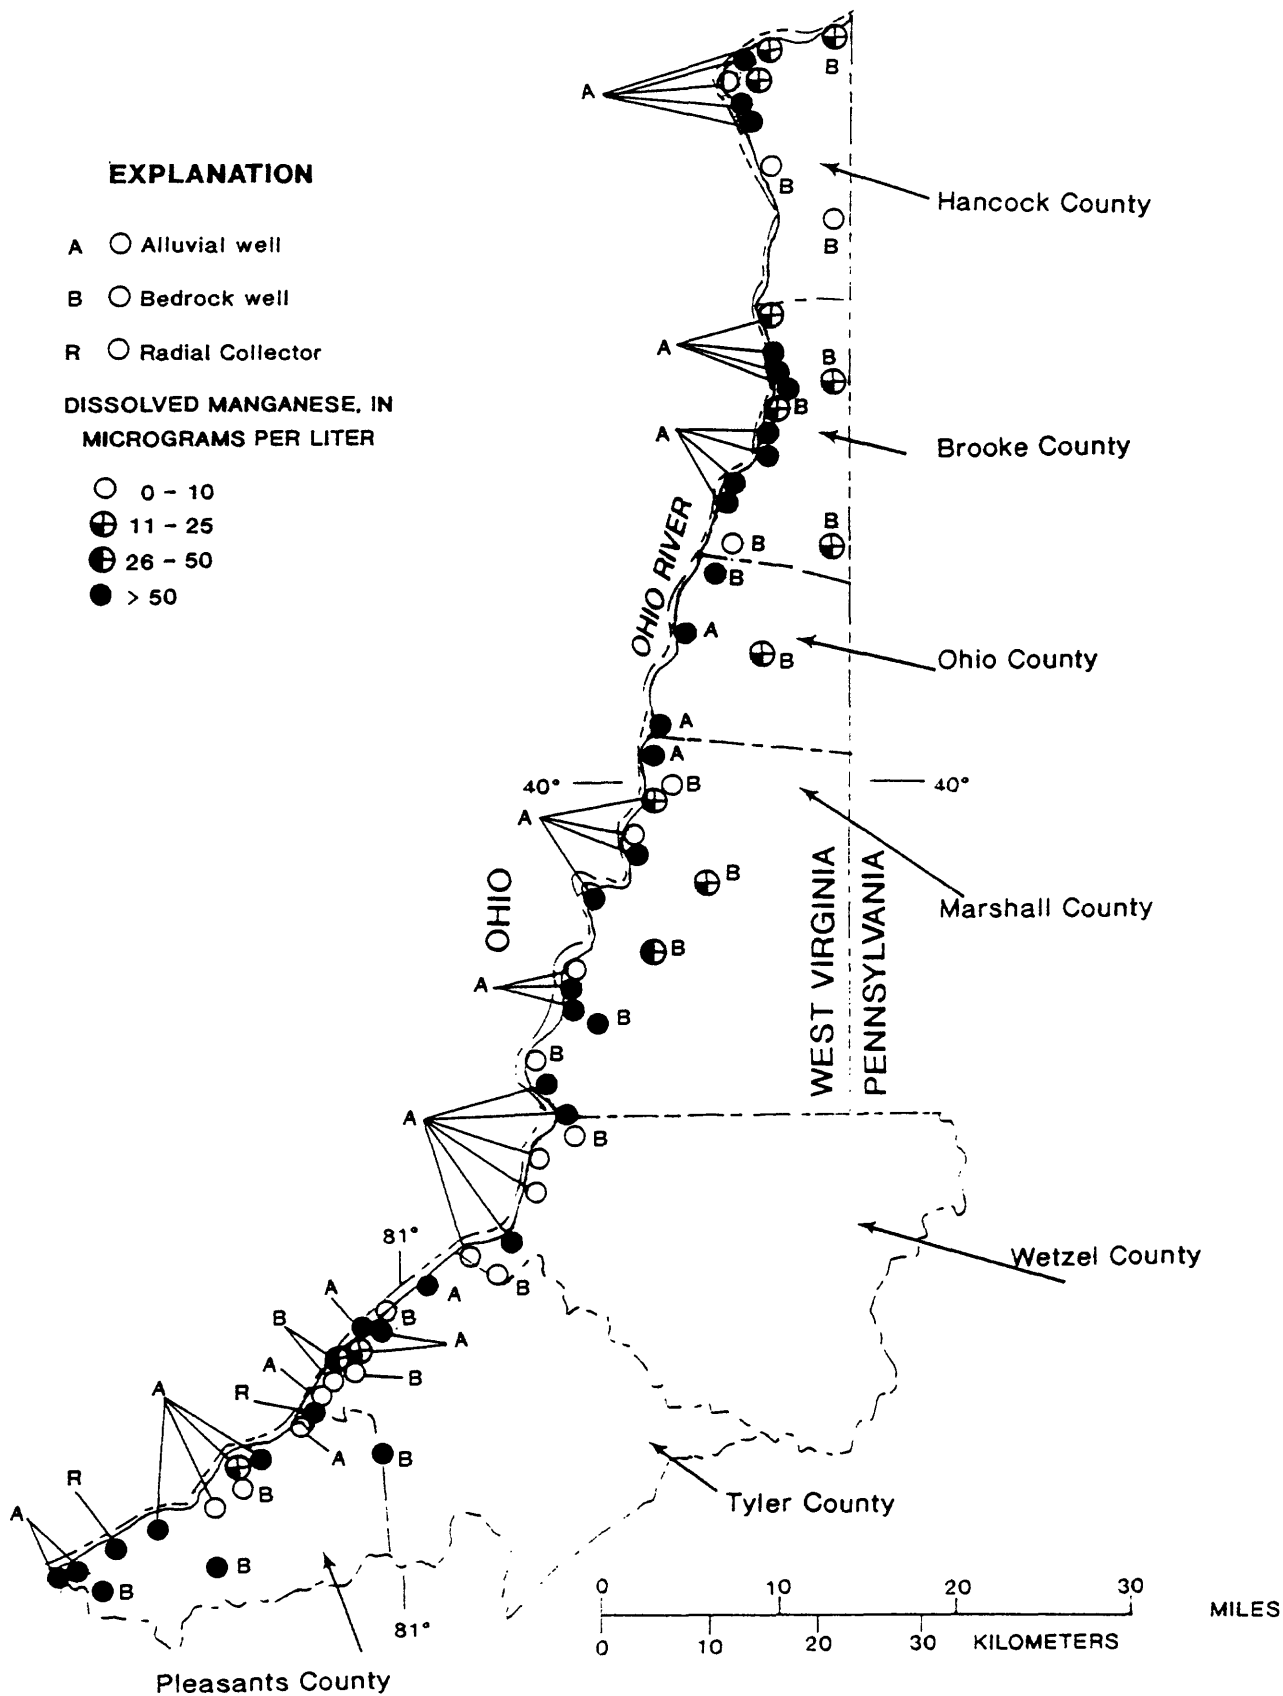 EXPLANATION
A ○ Alluvial well
B ○ Bedrock well
R ○ Radial Collector
DISSOLVED MANGANESE, IN
MICROGRAMS PER LITER
0 - 10
11 - 25
26 - 50
> 50
B
A
B
Hancock County
B
A
B
B
A
Brooke County
B
B
OHIO RIVER
B
A
B
Ohio County
A
A
40°
B
40°
A
B
OHIO
WEST VIRGINIA
PENNSYLVANIA
Marshall County
B
A
B
B
A
B
81°
Wetzel County
B
A
A
B
B
A
A
B
A
R
A
B
R
B
Tyler County
A
B
B
81°
Pleasants County
0 10 20 30
MILES
0 10 20 30 KILOMETERS